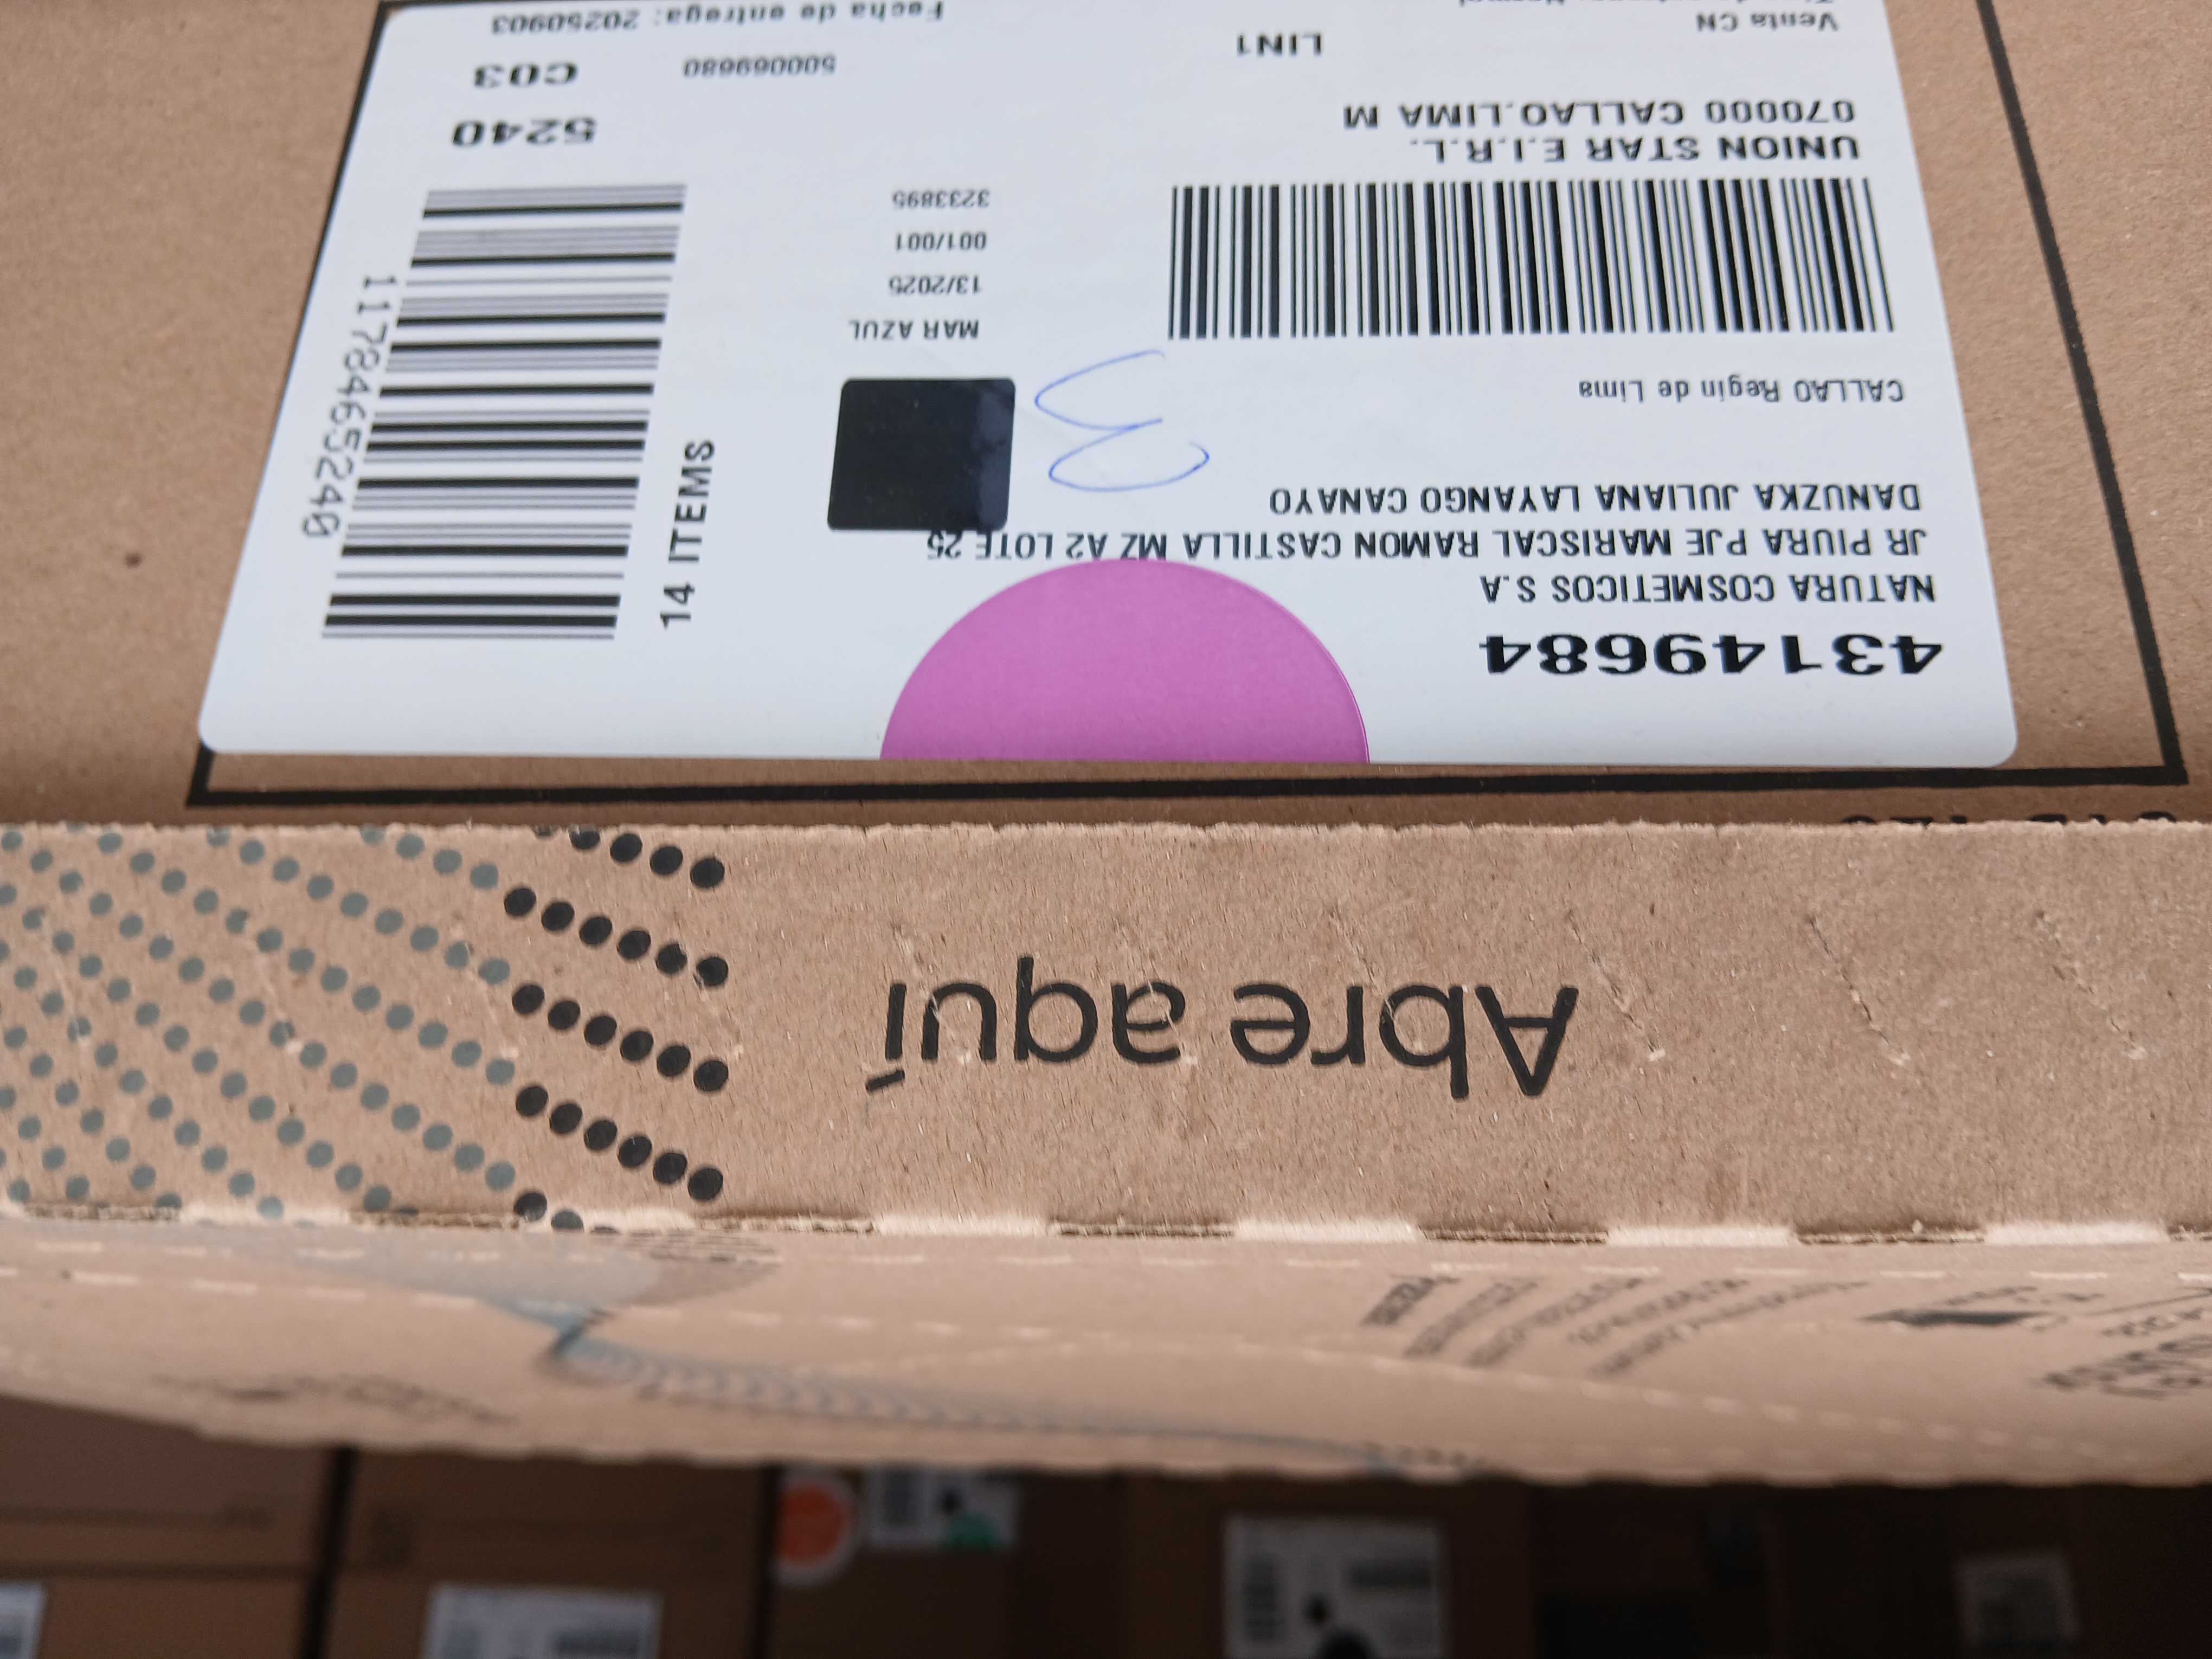 43149684
NATURA COSMETICOS S.A
JR PIURA PJE MARISCAL RAMON CASTILLA MZ A2 LOTE 25
DANUZKA JULIANA LAYANGO CANAYO
CALLAO Regin de Lima
3
MAR AZUL
13/2025
001/001
3233895
14 ITEMS
1178465240
UNION STAR E.I.R.L.
070000 CALLAO.LIMA M
5240
C03
500069680
LIN1
Venta CN
Fecha de entrega: 20250903
Abre aquí